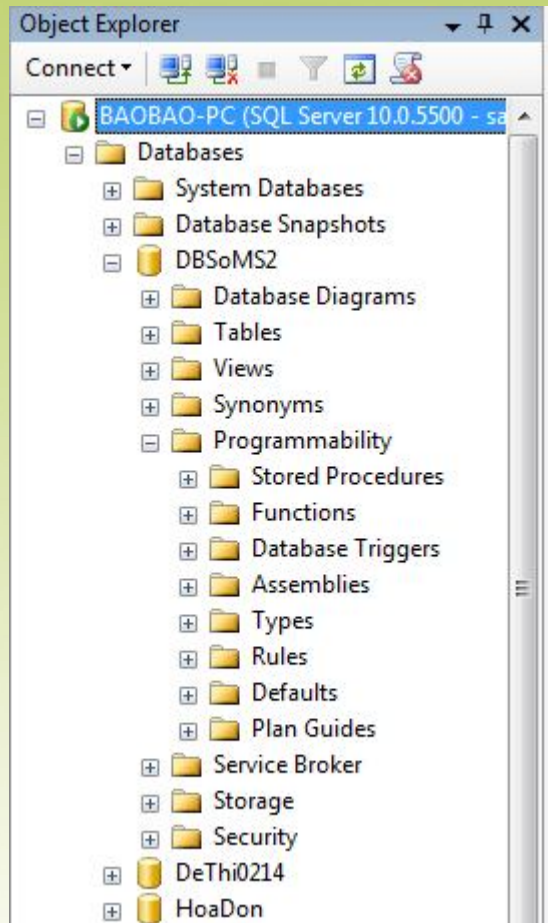 Object Explorer
Connect
BAOBAO-PC (SQL Server 10.0.5500 - sa
Databases
System Databases
Database Snapshots
DBSoMS2
Database Diagrams
Tables
Views
Synonyms
Programmability
Stored Procedures
Functions
Database Triggers
Assemblies
Types
Rules
Defaults
Plan Guides
Service Broker
Storage
Security
DeThi0214
HoaDon